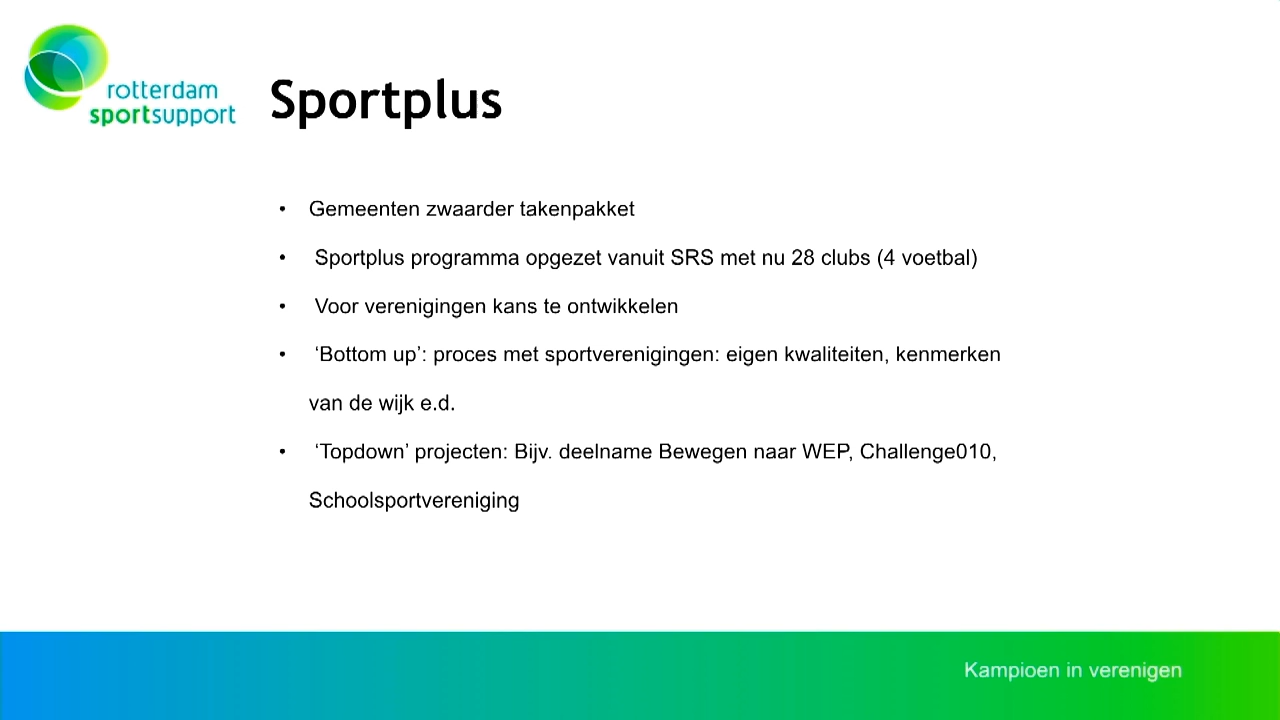 rotterdam
sportsupport
Sportplus
• Gemeenten zwaarder takenpakket
• Sportplus programma opgezet vanuit SRS met nu 28 clubs (4 voetbal)
• Voor verenigingen kans te ontwikkelen
• ‘Bottom up’: proces met sportverenigingen: eigen kwaliteiten, kenmerken
van de wijk e.d.
• ‘Topdown’ projecten: Bijv. deelname Bewegen naar WEP, Challenge010,
Schoolsportvereniging
Kampioen in verenigen